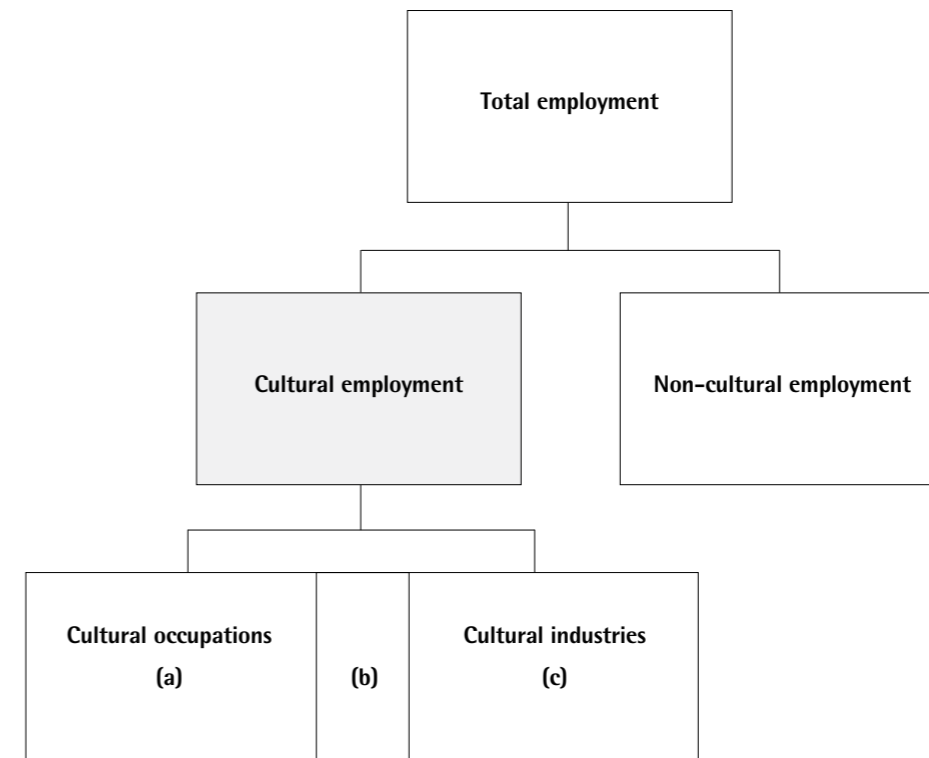 Total employment
Cultural employment
Non-cultural employment
Cultural occupations
(a)
(b)
Cultural industries
(c)